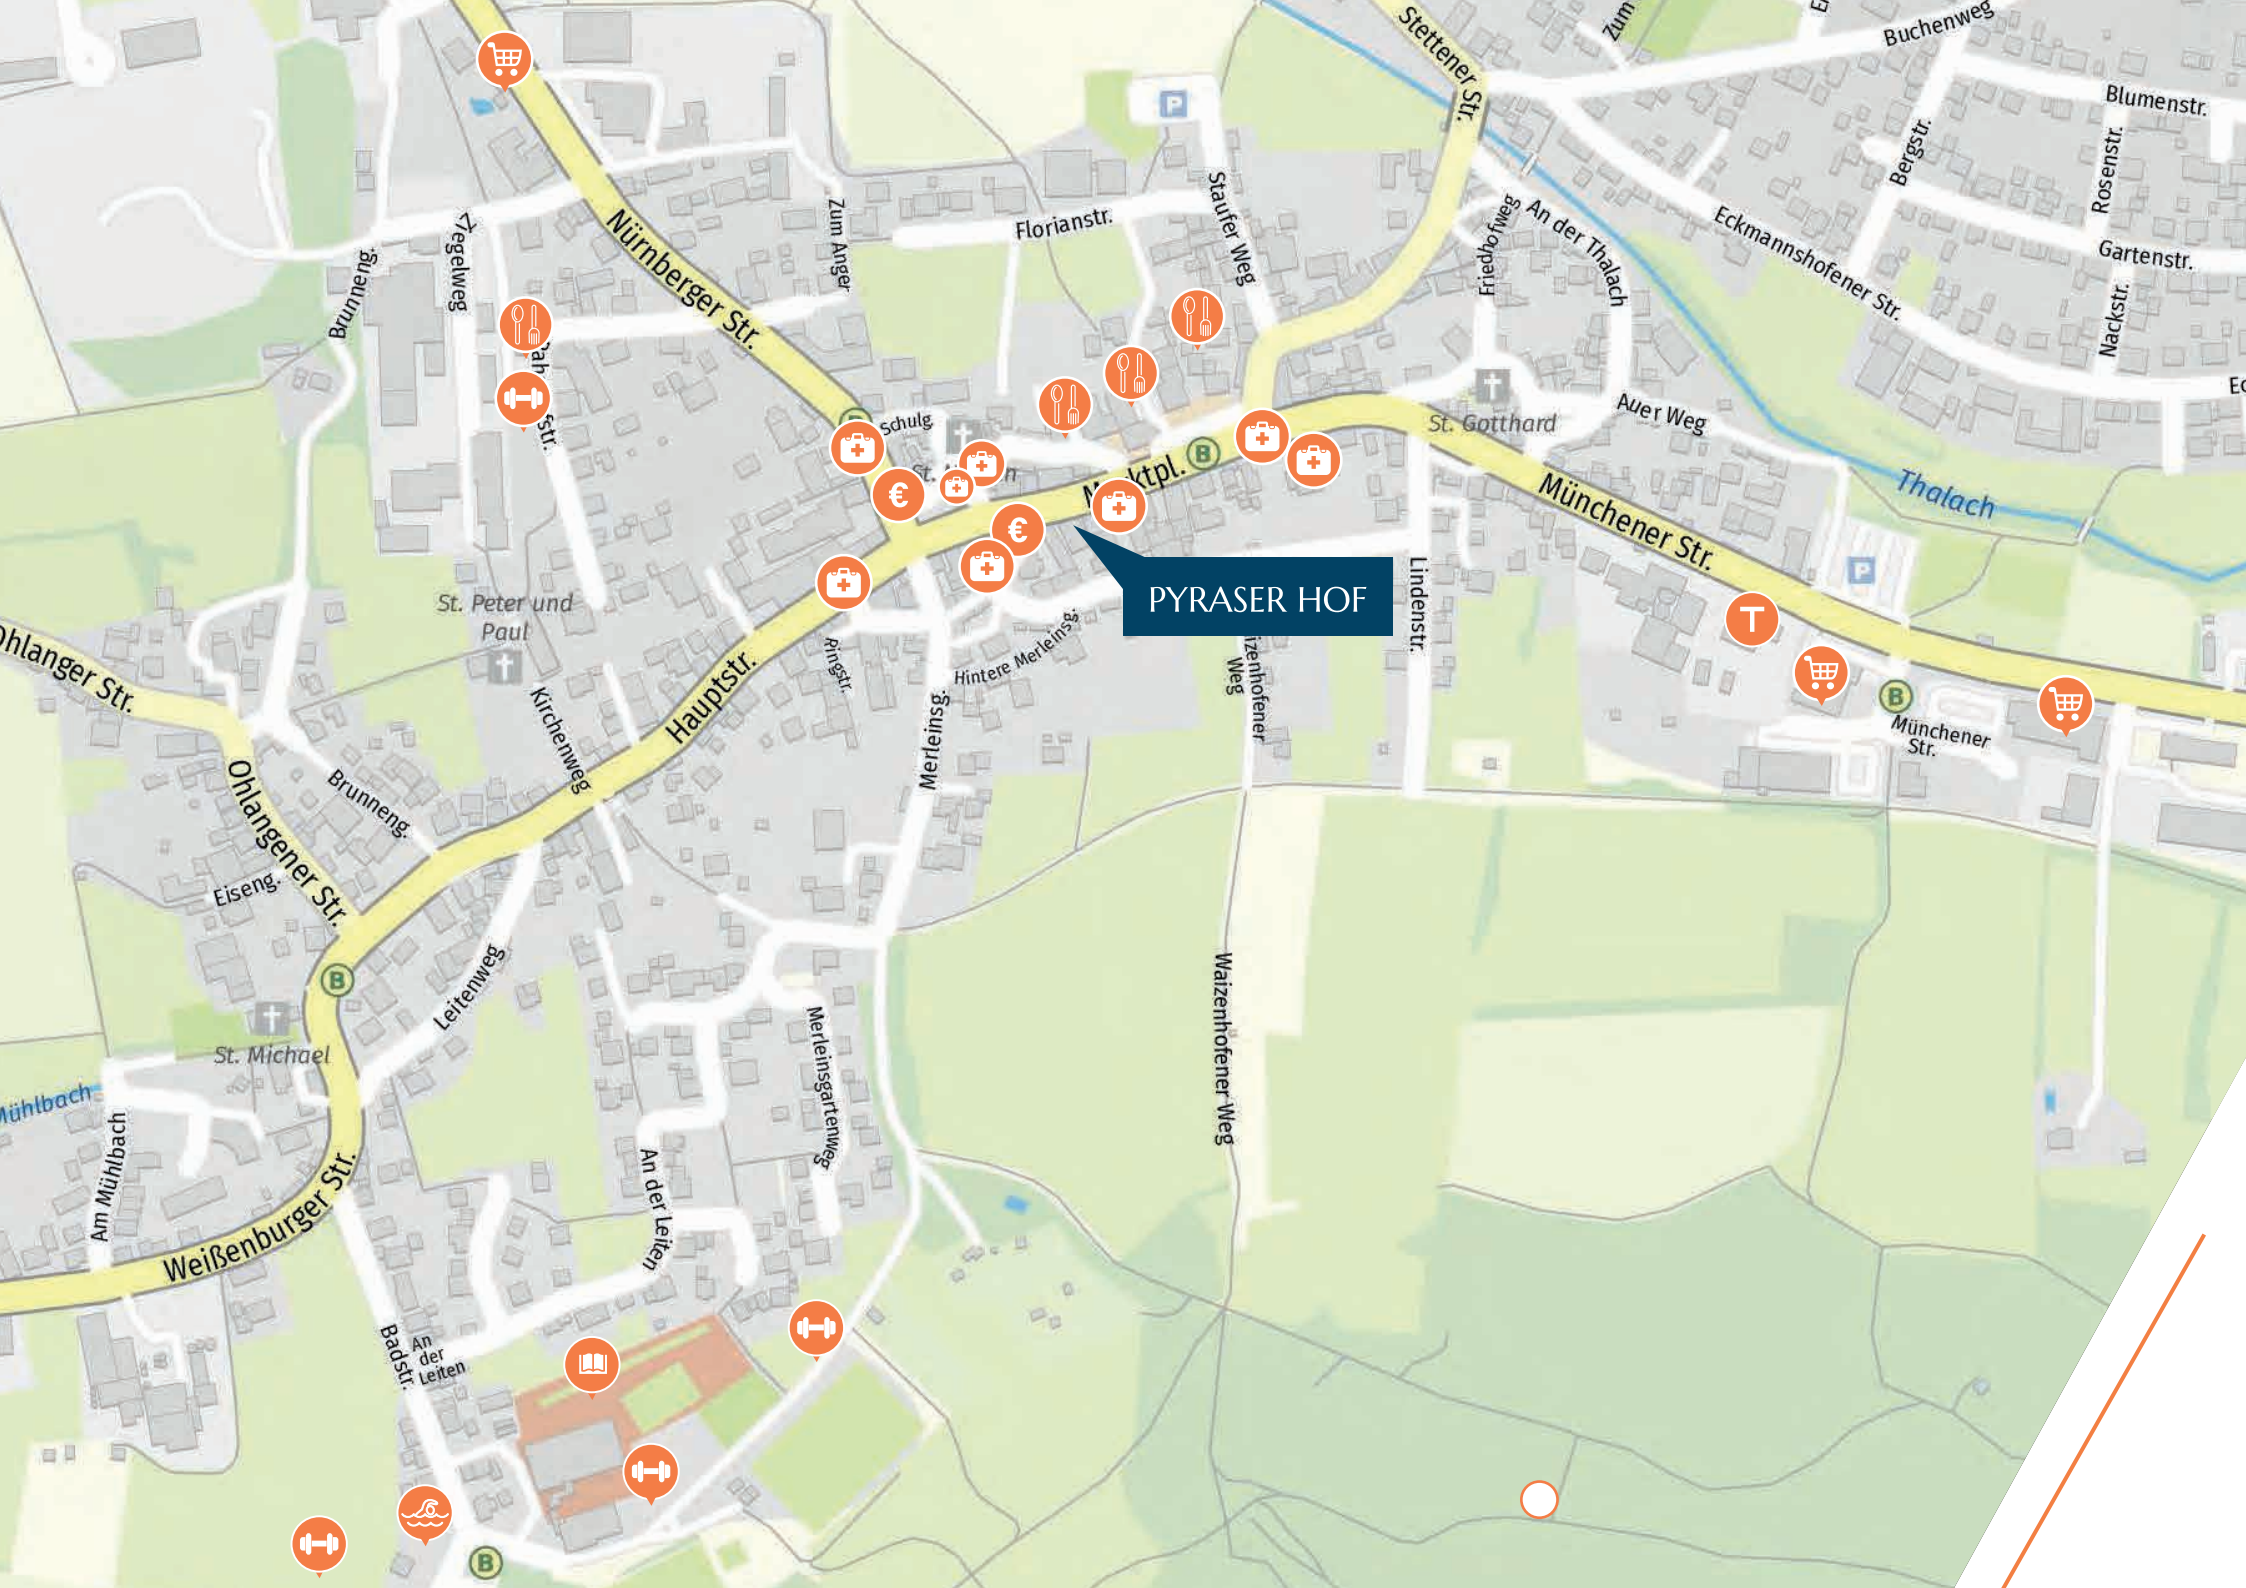 Stettener Str.
Zum
Buchenweg
Blumenstr.
Bergstr.
Rosenstr.
P
Staufer Weg
Florianstr.
Zum Anger
Nürnberger Str.
Ziegelweg
Brunneng.
Friedhofweg
An der Thalach
Eckmannshofener Str.
Gartenstr.
Nackstr.
Schulg.
St. Gotthard
Auer Weg
B
Thalach
€
€
Münchener Str.
P
PYRASER HOF
Lindenstr.
T
St. Peter und
Paul
Ohlanger Str.
Hauptstr.
Ringstr.
Hintere Merleinsg.
Merleinsg.
Kirchenweg
B
Münchener
Str.
Ohlangener Str.
Brunneng.
Eiseng.
B
Leitenweg
Waizenhofener Weg
St. Michael
Merleinsgartenweg
Am Mühlbach
An der Leiten
Weißenburger Str.
Badstr.
An
der
Leiten
B